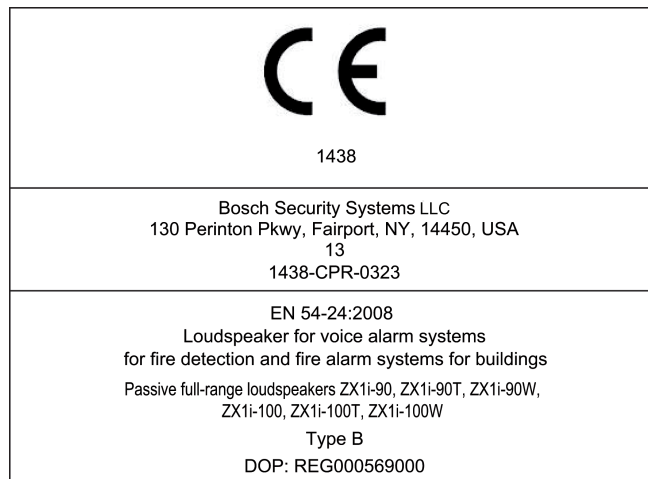 CE
1438
Bosch Security Systems LLC
130 Perinton Pkwy, Fairport, NY, 14450, USA
13
1438-CPR-0323
EN 54-24:2008
Loudspeaker for voice alarm systems
for fire detection and fire alarm systems for buildings
Passive full-range loudspeakers ZX1i-90, ZX1i-90T, ZX1i-90W,
ZX1i-100, ZX1i-100T, ZX1i-100W
Type B
DOP: REG000569000